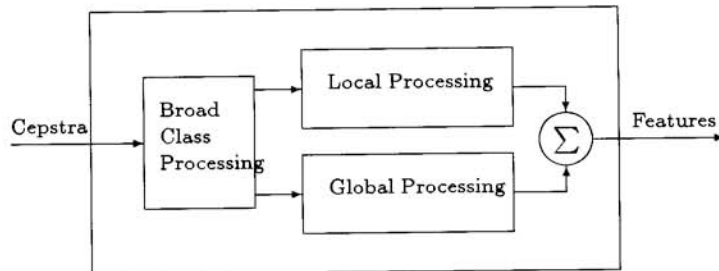 Cepstra
Broad
Class
Processing
Local Processing
Global Processing
Σ
Features